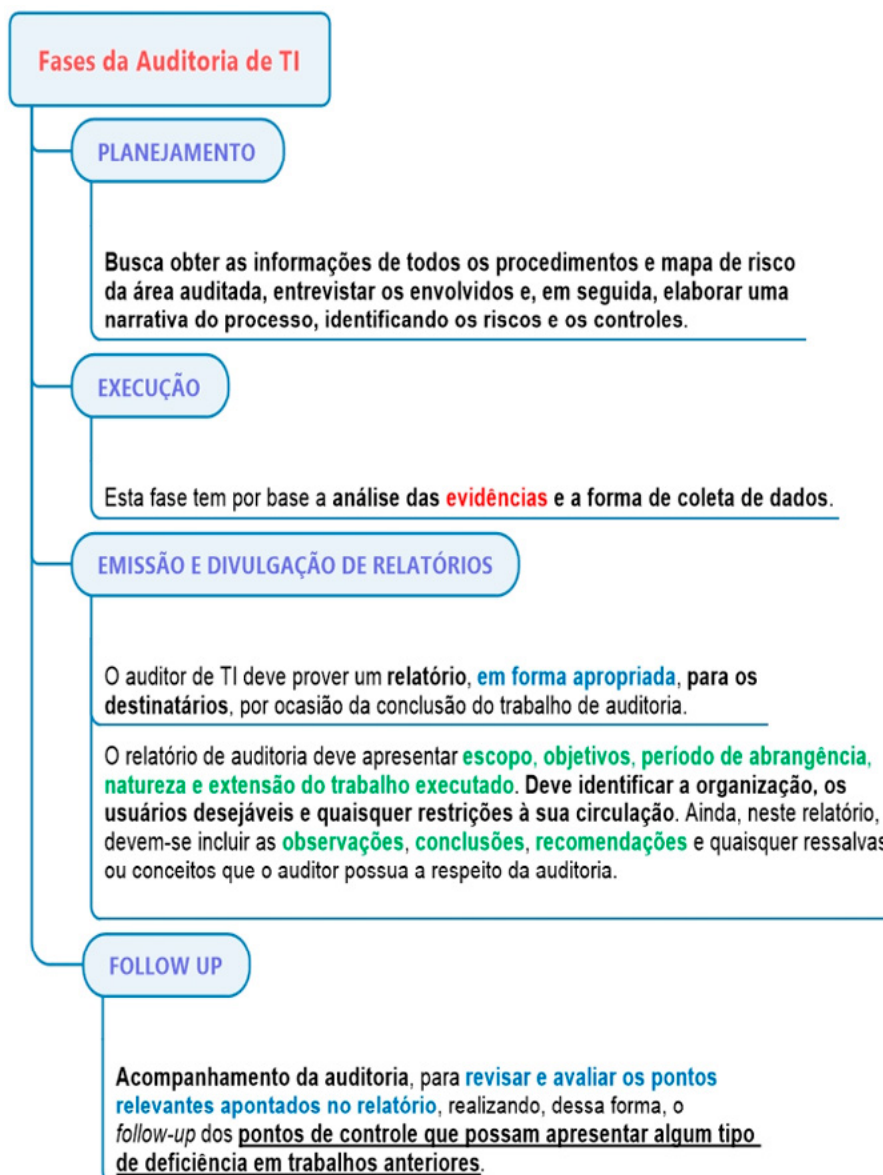 Fases da Auditoria de TI
PLANEJAMENTO
Busca obter as informações de todos os procedimentos e mapa de risco
da área auditada, entrevistar os envolvidos e, em seguida, elaborar uma
narrativa do processo, identificando os riscos e os controles.
EXECUÇÃO
Esta fase tem por base a análise das evidências e a forma de coleta de dados.
EMISSÃO E DIVULGAÇÃO DE RELATÓRIOS
O auditor de TI deve prover um relatório, em forma apropriada, para os
destinatários, por ocasião da conclusão do trabalho de auditoria.
O relatório de auditoria deve apresentar escopo, objetivos, período de abrangência,
natureza e extensão do trabalho executado. Deve identificar a organização, os
usuários desejáveis e quaisquer restrições à sua circulação. Ainda, neste relatório,
devem-se incluir as observações, conclusões, recomendações e quaisquer ressalvas
ou conceitos que o auditor possua a respeito da auditoria.
FOLLOW UP
Acompanhamento da auditoria, para revisar e avaliar os pontos
relevantes apontados no relatório, realizando, dessa forma, o
follow-up dos pontos de controle que possam apresentar algum tipo
de deficiência em trabalhos anteriores.